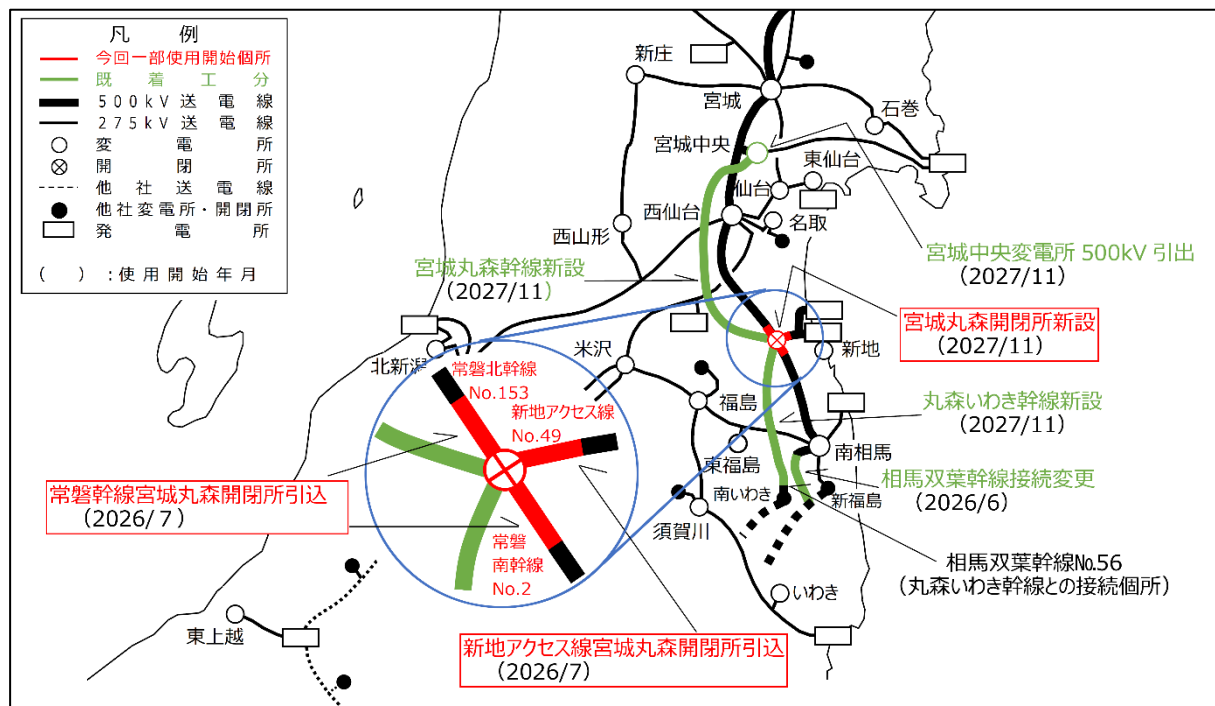 凡例
今回一部使用開始個所
既着工分
500kV送電線
275kV送電線
変電所
開閉所
他社送電線
他社変電所・開閉所
発電所
( ):使用開始年月
新庄
宮城
石巻
宮城中央
東仙台
仙台
西仙台
名取
西山形
宮城丸森幹線新設
(2027/11)
宮城中央変電所 500kV 引出
(2027/11)
宮城丸森開閉所新設
(2027/11)
北新潟
米沢
新地
福島
丸森いわき幹線新設
(2027/11)
常磐北幹線
No.153
新地アクセス線
No.49
東福島
南相馬
相馬双葉幹線接続変更
(2026/6)
南いわき
新福島
須賀川
常磐幹線宮城丸森開閉所引込
(2026/7)
常磐
南幹線
No.2
相馬双葉幹線№56
(丸森いわき幹線との接続個所)
いわき
東上越
新地アクセス線宮城丸森開閉所引込
(2026/7)